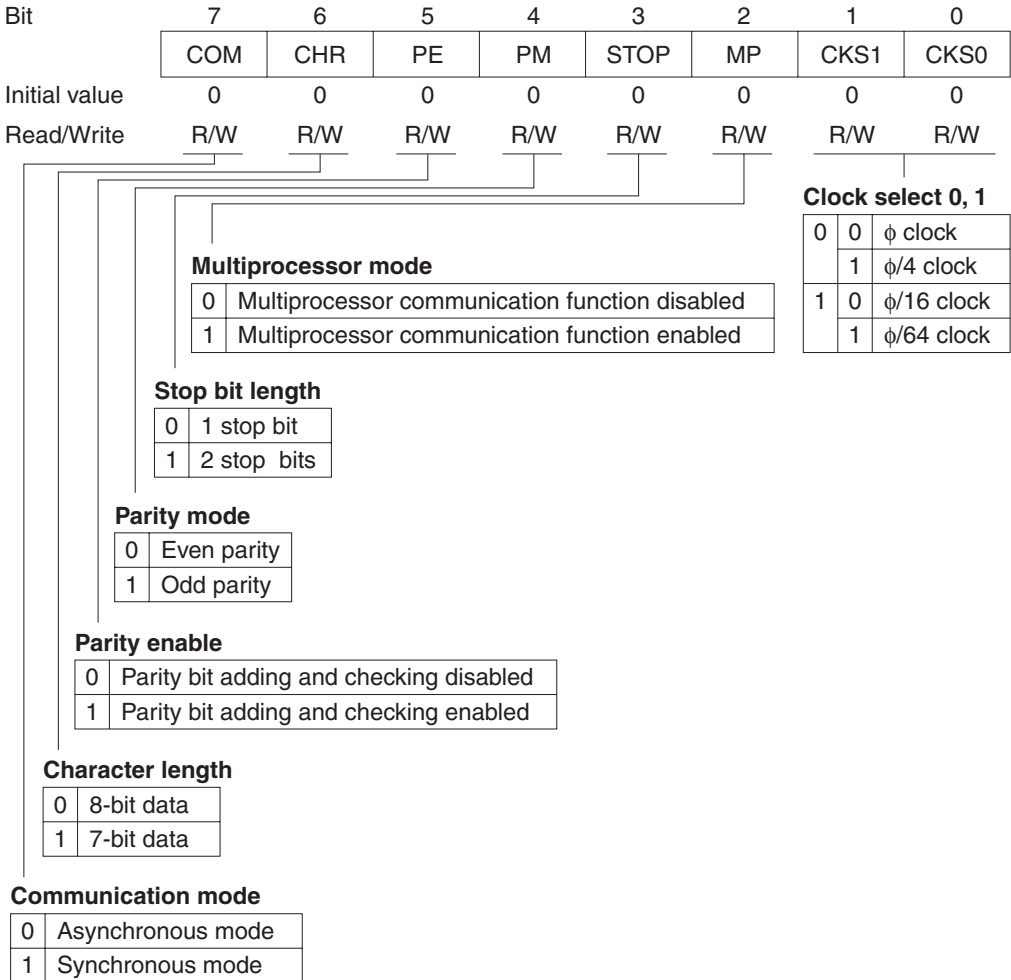 Bit 7 6 5 4 3 2 1 0
COM CHR PE PM STOP MP CKS1 CKS0
Initial value 0 0 0 0 0 0 0 0
Read/Write R/W R/W R/W R/W R/W R/W R/W R/W
Clock select 0, 1
0 0 ϕ clock
1 ϕ/4 clock
1 0 ϕ/16 clock
1 ϕ/64 clock
Multiprocessor mode
0 Multiprocessor communication function disabled
1 Multiprocessor communication function enabled
Stop bit length
0 1 stop bit
1 2 stop bits
Parity mode
0 Even parity
1 Odd parity
Parity enable
0 Parity bit adding and checking disabled
1 Parity bit adding and checking enabled
Character length
0 8-bit data
1 7-bit data
Communication mode
0 Asynchronous mode
1 Synchronous mode